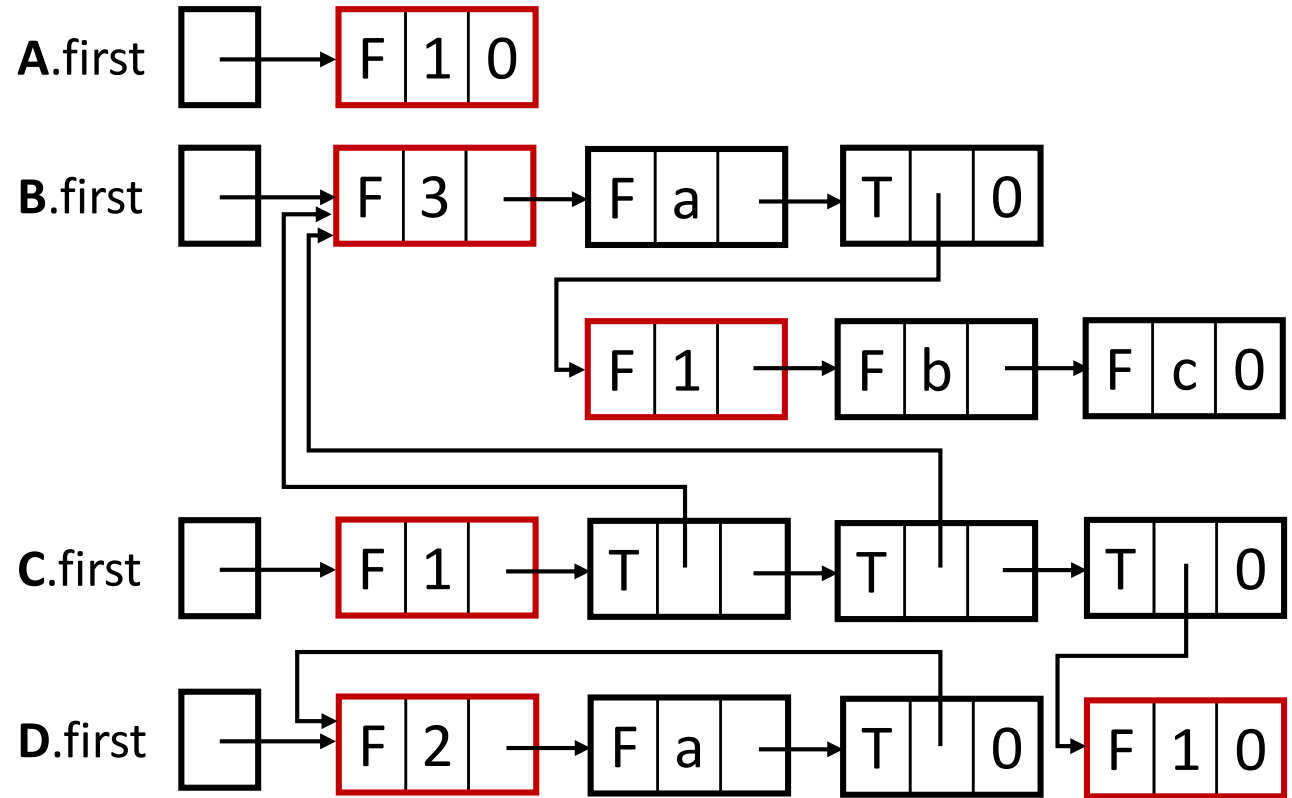 A.first F 1 0
B.first F 3 F a T 0
F 1 F b F c 0
C.first F 1 T T T 0
D.first F 2 F a T 0 F 1 0